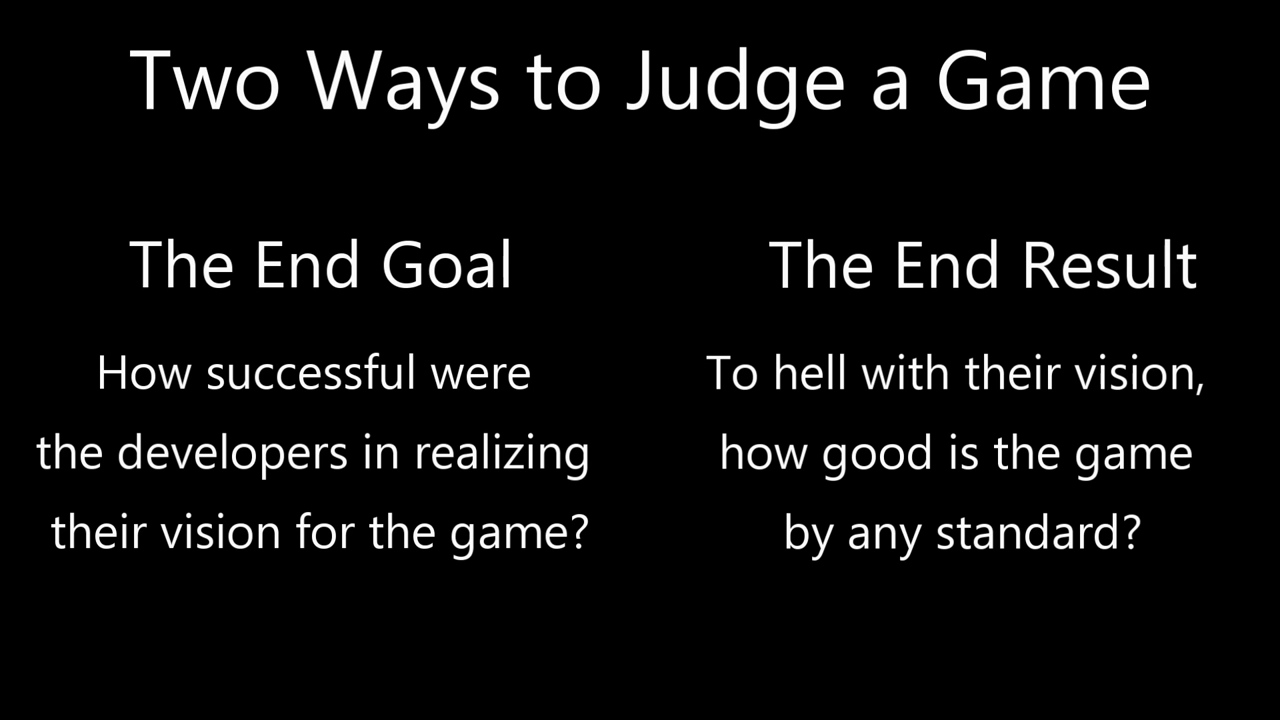 Two Ways to Judge a Game
The End Goal
How successful were
the developers in realizing
their vision for the game?
The End Result
To hell with their vision,
how good is the game
by any standard?